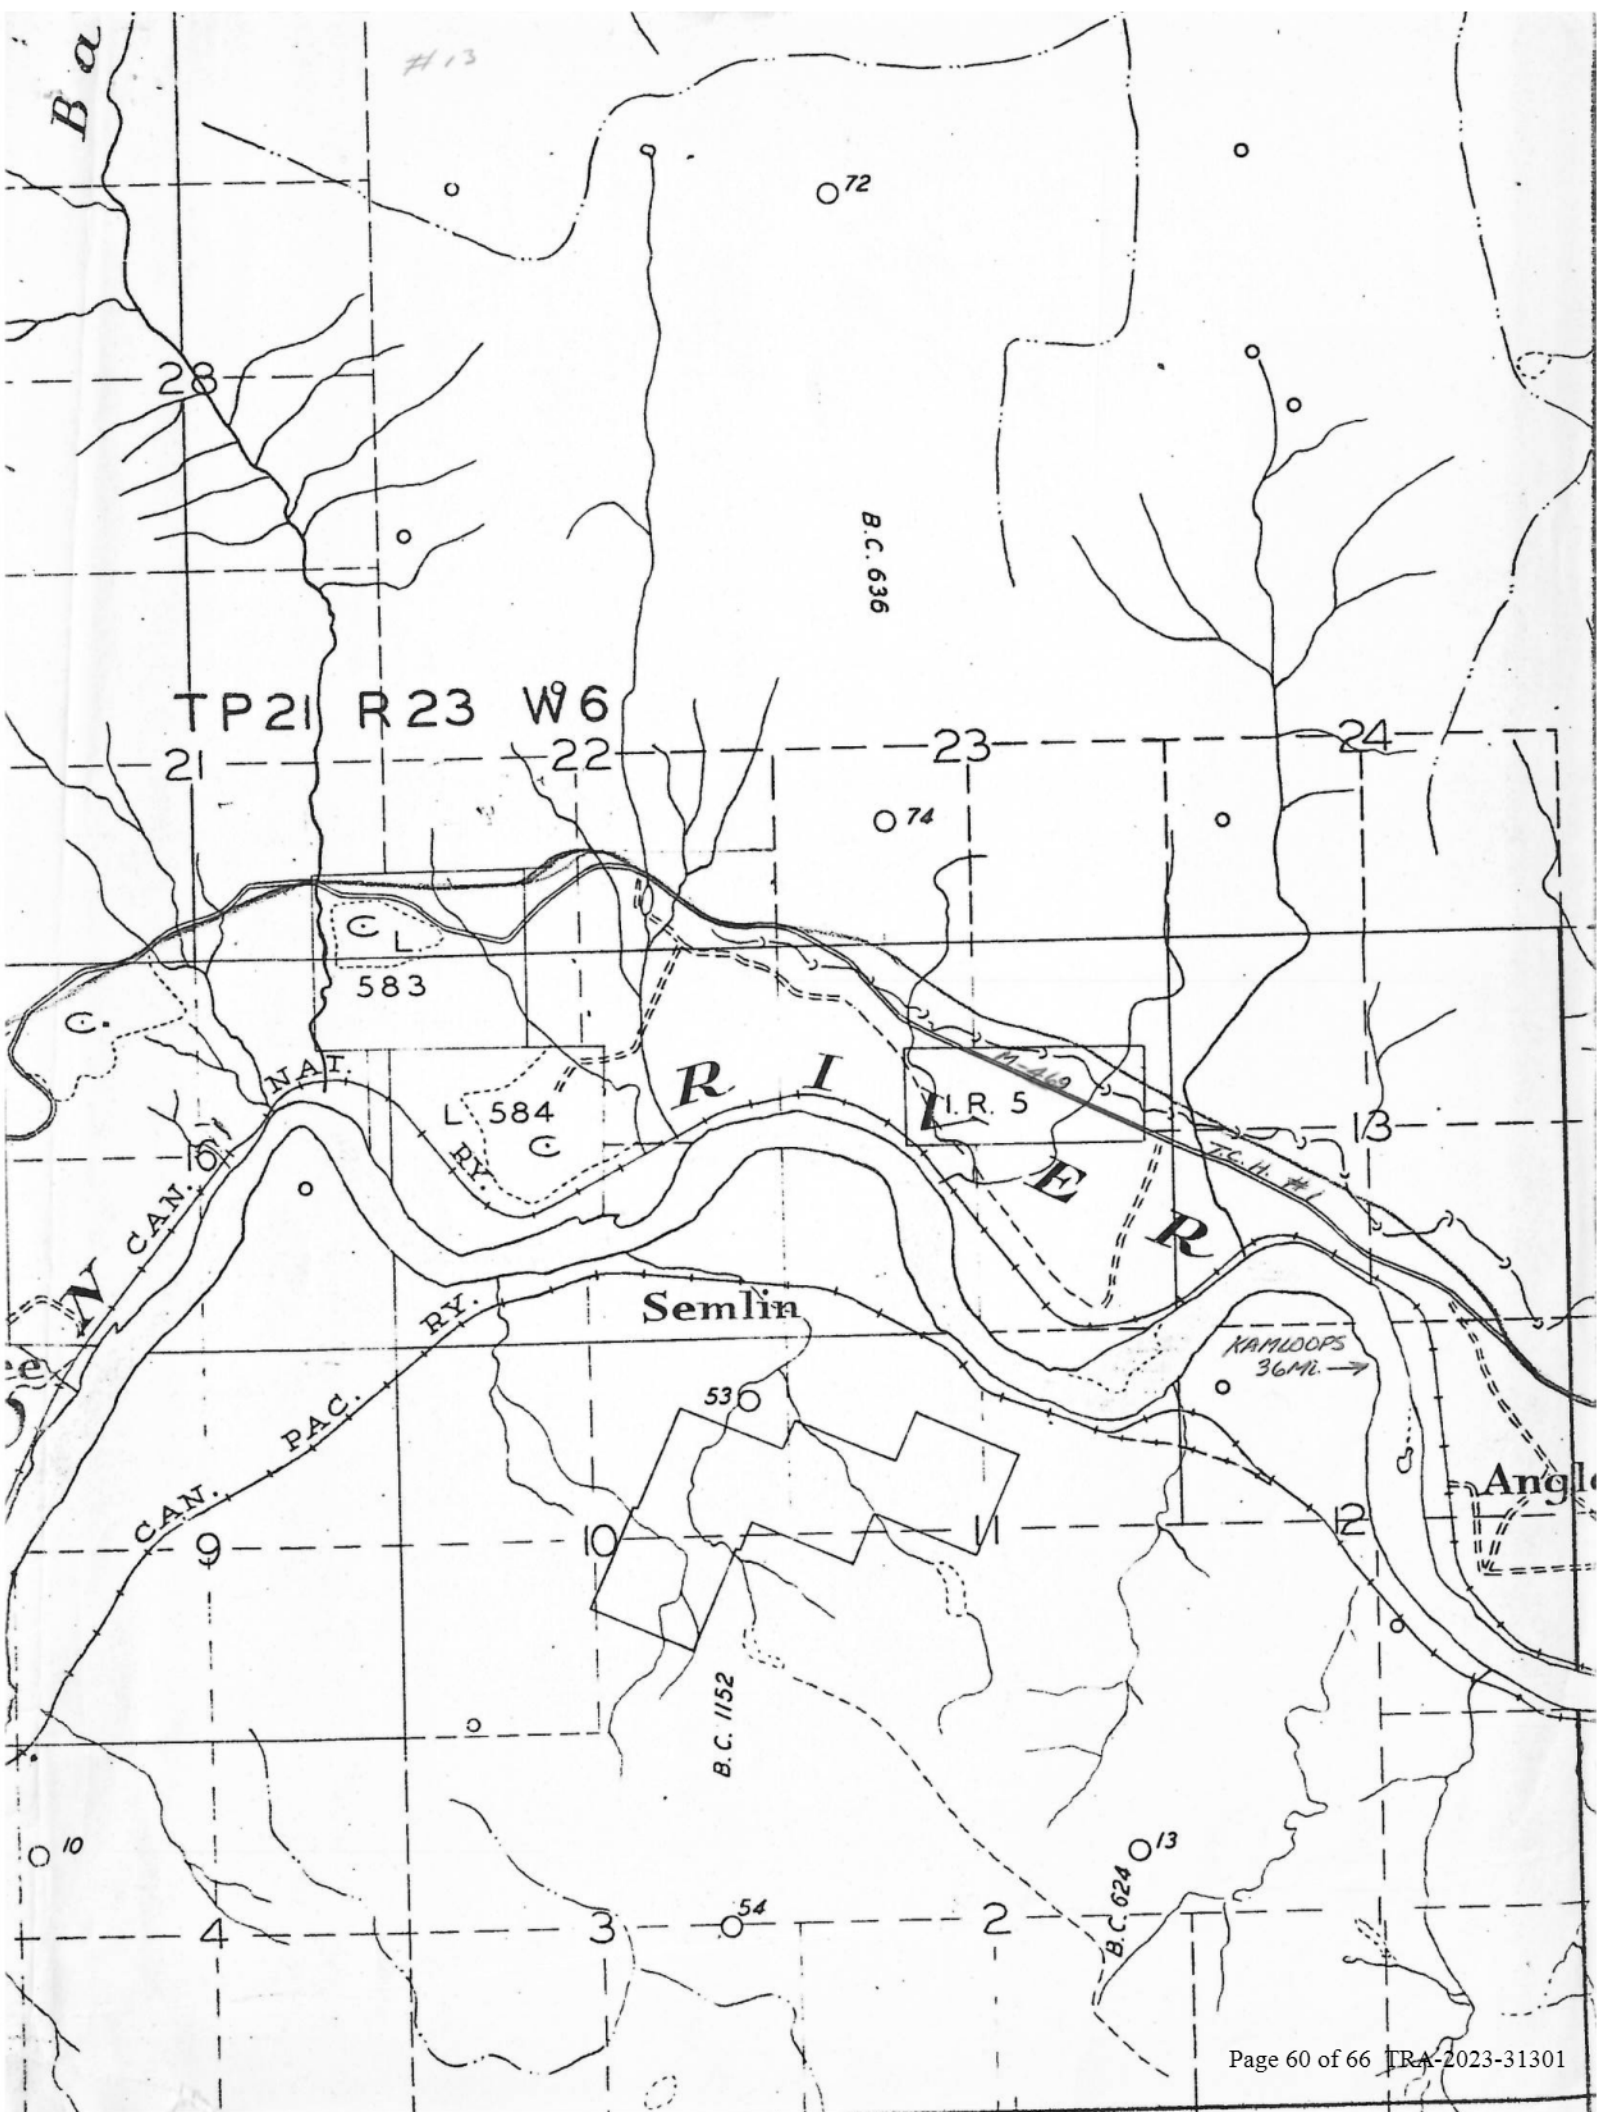 Ba
#13
72
28
B.C. 636
TP21 R23 W6
21
22
23
24
74
C
L
583
C.
NAT.
R I V E R
M-469
I.R. 5
L 584
C
13
16
RY.
T.C.H. #1
CAN.
N
RY.
Semlin
KAMLOOPS
36Mi. →
53
PAC.
CAN.
Angl
9
10
11
12
B.C. 1152
10
13
B.C. 624
54
4
3
2
Page 60 of 66 TRA-2023-31301